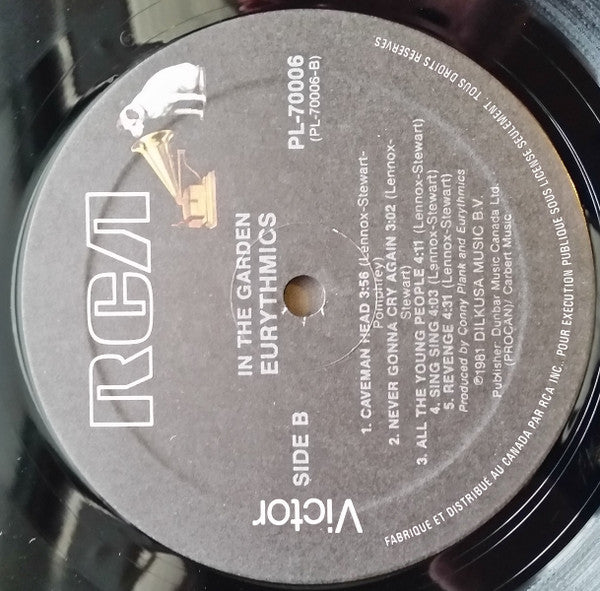 RCA
Victor
IN THE GARDEN
EURYTHMICS
SIDE B
PL-70006
(PL-70006-B)
1. CAVEMAN HEAD 3:56 (Lennox-Stewart-
Pomphrey)
2. NEVER GONNA CRY AGAIN 3:02 (Lennox-
Stewart)
3. ALL THE YOUNG PEOPLE 4:11 (Lennox-Stewart)
4. SING SING 4:03 (Lennox-Stewart)
5. REVENGE 4:31 (Lennox-Stewart)
Produced by Conny Plank and Eurythmics
℗1981 DILKUSA MUSIC B.V.
Publisher: Dunbar Music Canada Ltd.
(PROCAN)/ Carbert Music
FABRIQUE ET DISTRIBUE AU CANADA PAR RCA INC. POUR EXECUTION PUBLIQUE SOUS LICENSE SEULEMENT. TOUS DROITS RESERVES